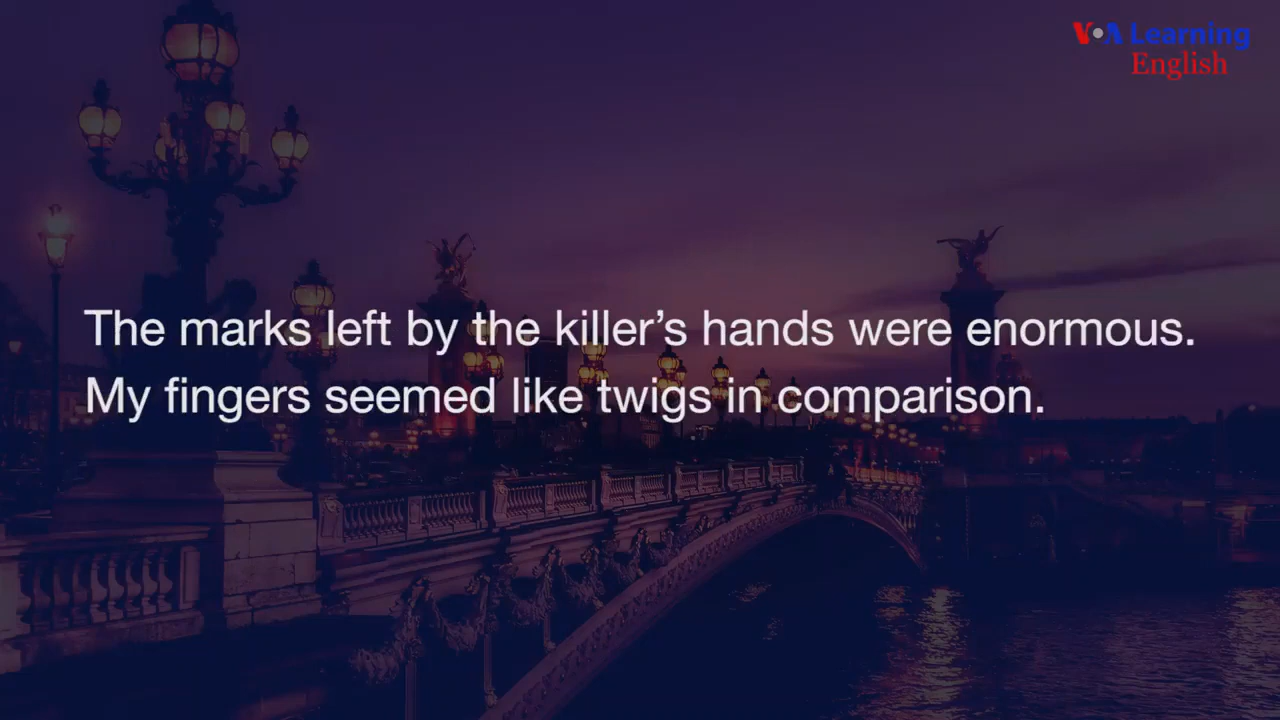 VOA Learning
English
The marks left by the killer’s hands were enormous.
My fingers seemed like twigs in comparison.